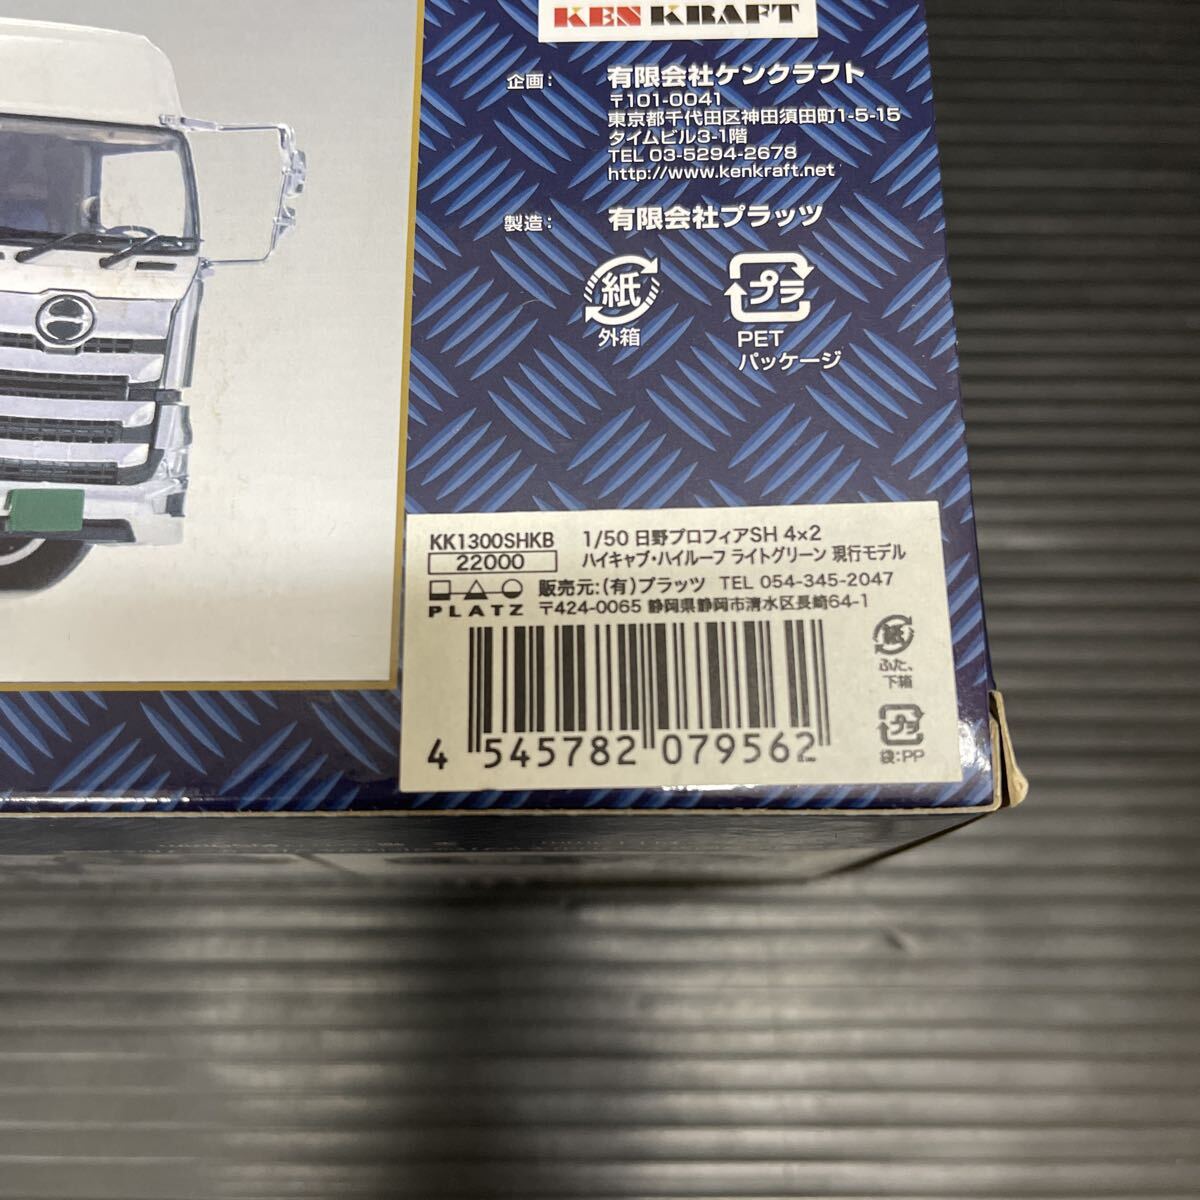 KEN KRAFT
企画: 有限会社ケンクラフト
〒101-0041
東京都千代田区神田須田町1-5-15
タイムビル3-1階
TEL 03-5294-2678
http://www.kenkraft.net
製造: 有限会社プラッツ
紙
外箱
プラ
PET
パッケージ
KK1300SHKB 1/50 日野プロフィアSH 4×2
22000 ハイキャブ・ハイルーフ ライトグリーン 現行モデル
販売元:(有)プラッツ TEL 054-345-2047
PLATZ 〒424-0065 静岡県静岡市清水区長崎64-1
紙
ふた、
下箱
プラ
袋:PP
4 545782 079562